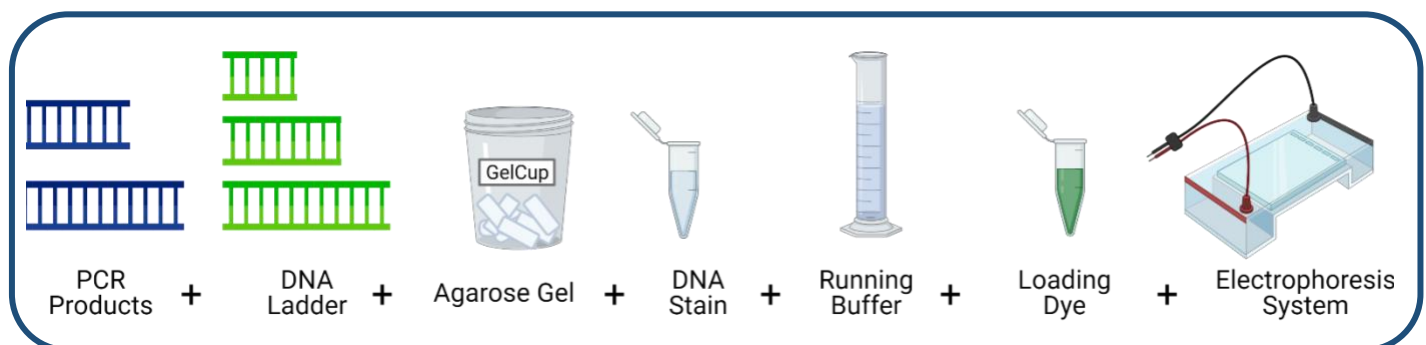 GelCup
PCR
Products
+
DNA
Ladder
+
Agarose Gel
+
DNA
Stain
+
Running
Buffer
+
Loading
Dye
+
Electrophoresis
System